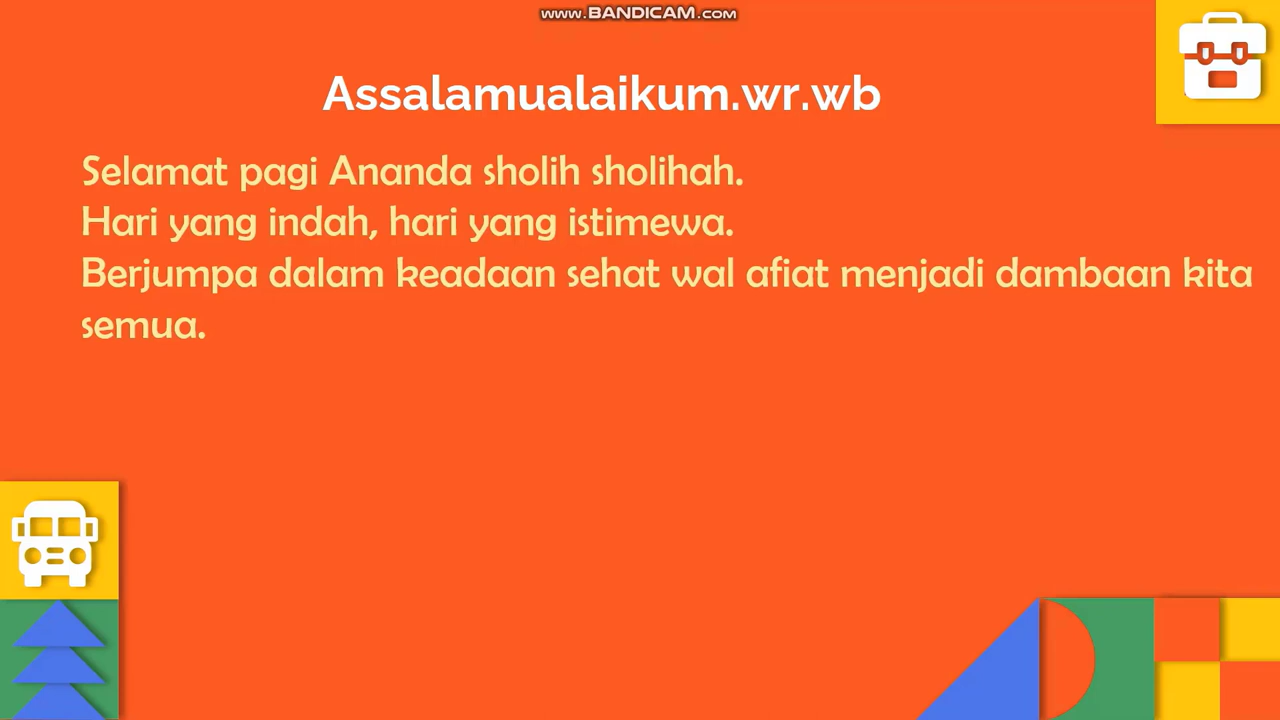 www.BANDICAM.com
Assalamualaikum.wr.wb
Selamat pagi Ananda sholih sholihah.
Hari yang indah, hari yang istimewa.
Berjumpa dalam keadaan sehat wal afiat menjadi dambaan kita
semua.